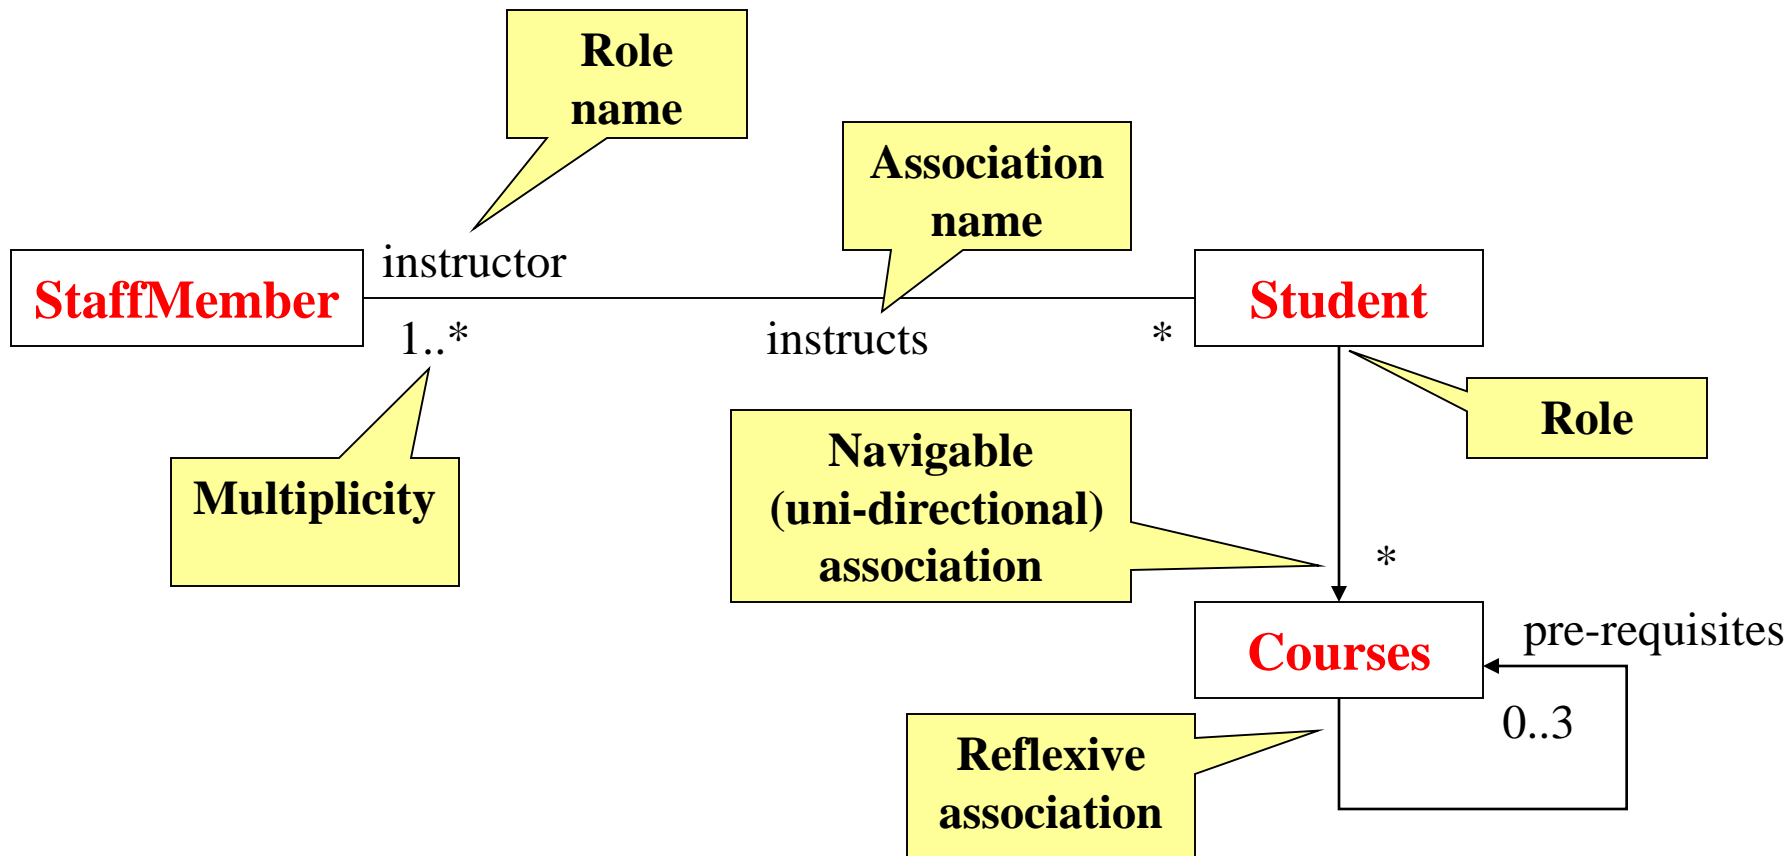 Role
name
Association
name
instructor
StaffMember
Student
1..*
instructs
*
Role
Multiplicity
Navigable
(uni-directional)
association
*
Courses
pre-requisites
0..3
Reflexive
association